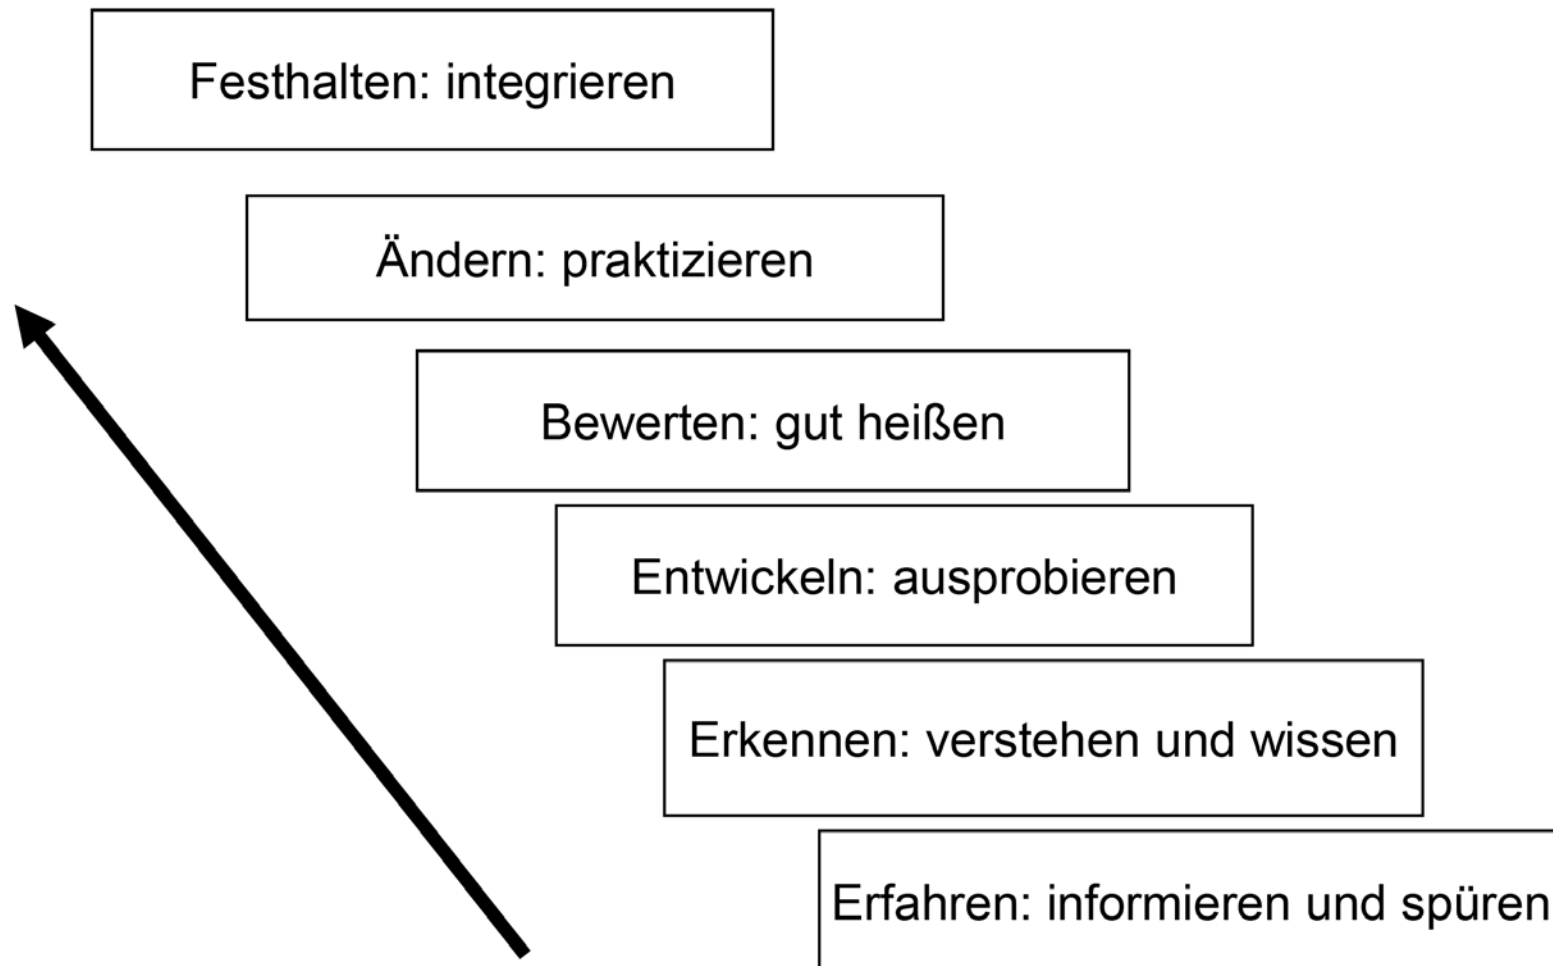 Festhalten: integrieren
Ändern: praktizieren
Bewerten: gut heißen
Entwickeln: ausprobieren
Erkennen: verstehen und wissen
Erfahren: informieren und spüren